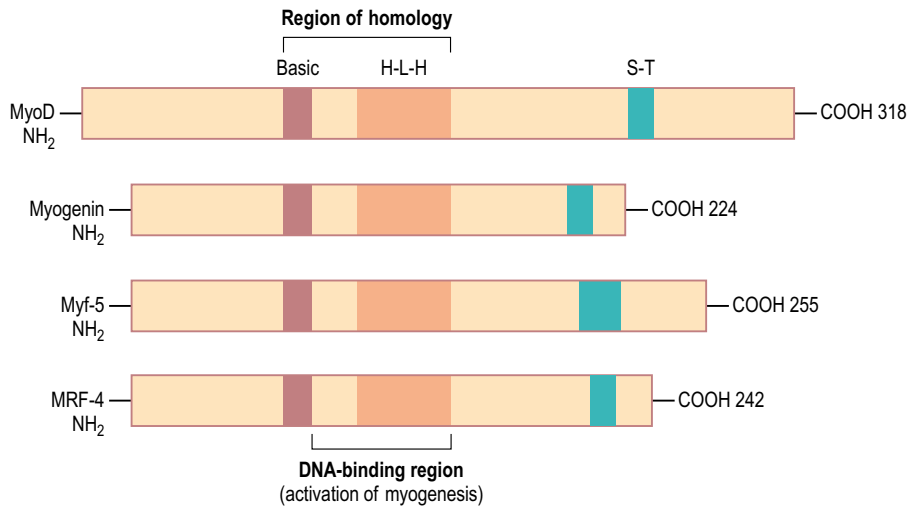 Region of homology
Basic H-L-H S-T
MyoD COOH 318
NH₂
Myogenin COOH 224
NH₂
Myf-5 COOH 255
NH₂
MRF-4 COOH 242
NH₂
DNA-binding region
(activation of myogenesis)